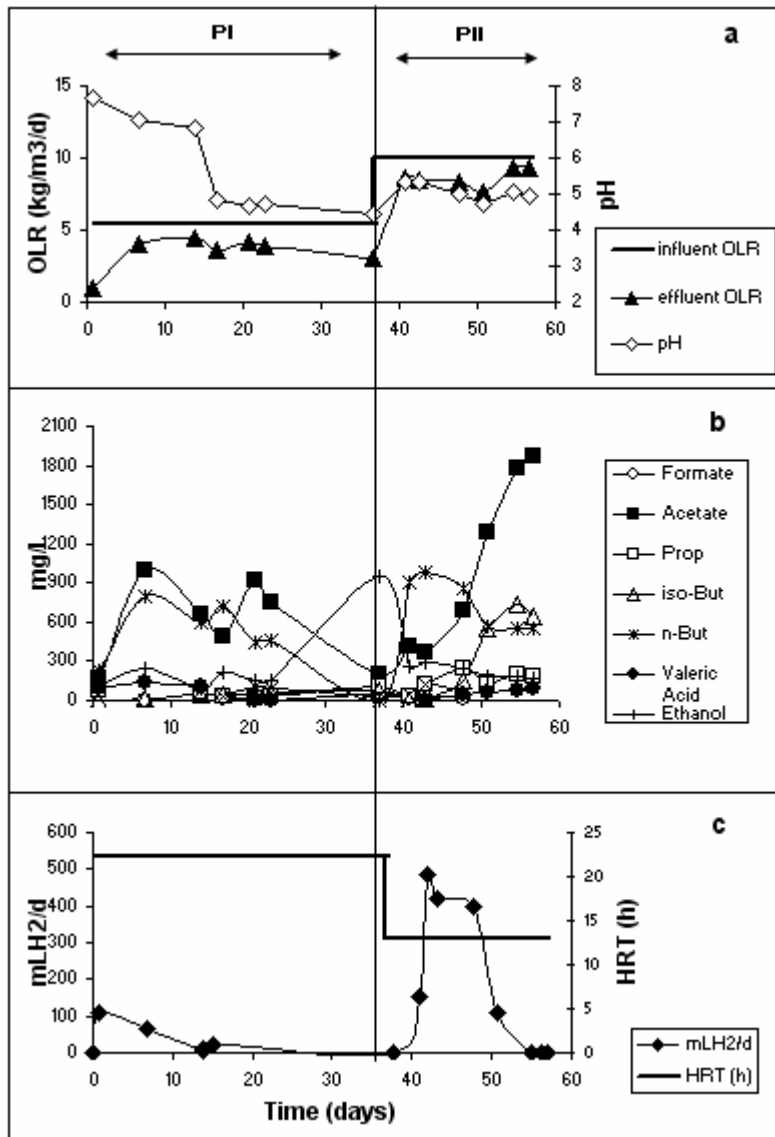 PI
PII
a
15
10
5
0
OLR (kg/m3/d)
8
7
6
5
4
3
2
pH
0
10
20
30
40
50
60
influent OLR
effluent OLR
pH
b
2100
1800
1500
1200
900
600
300
0
mg/L
0
10
20
30
40
50
60
Formate
Acetate
Prop
iso-But
n-But
Valeric
Acid
Ethanol
c
600
500
400
300
200
100
0
mLH2/d
25
20
15
10
5
0
HRT (h)
0
10
20
30
40
50
60
Time (days)
mLH2/d
HRT (h)